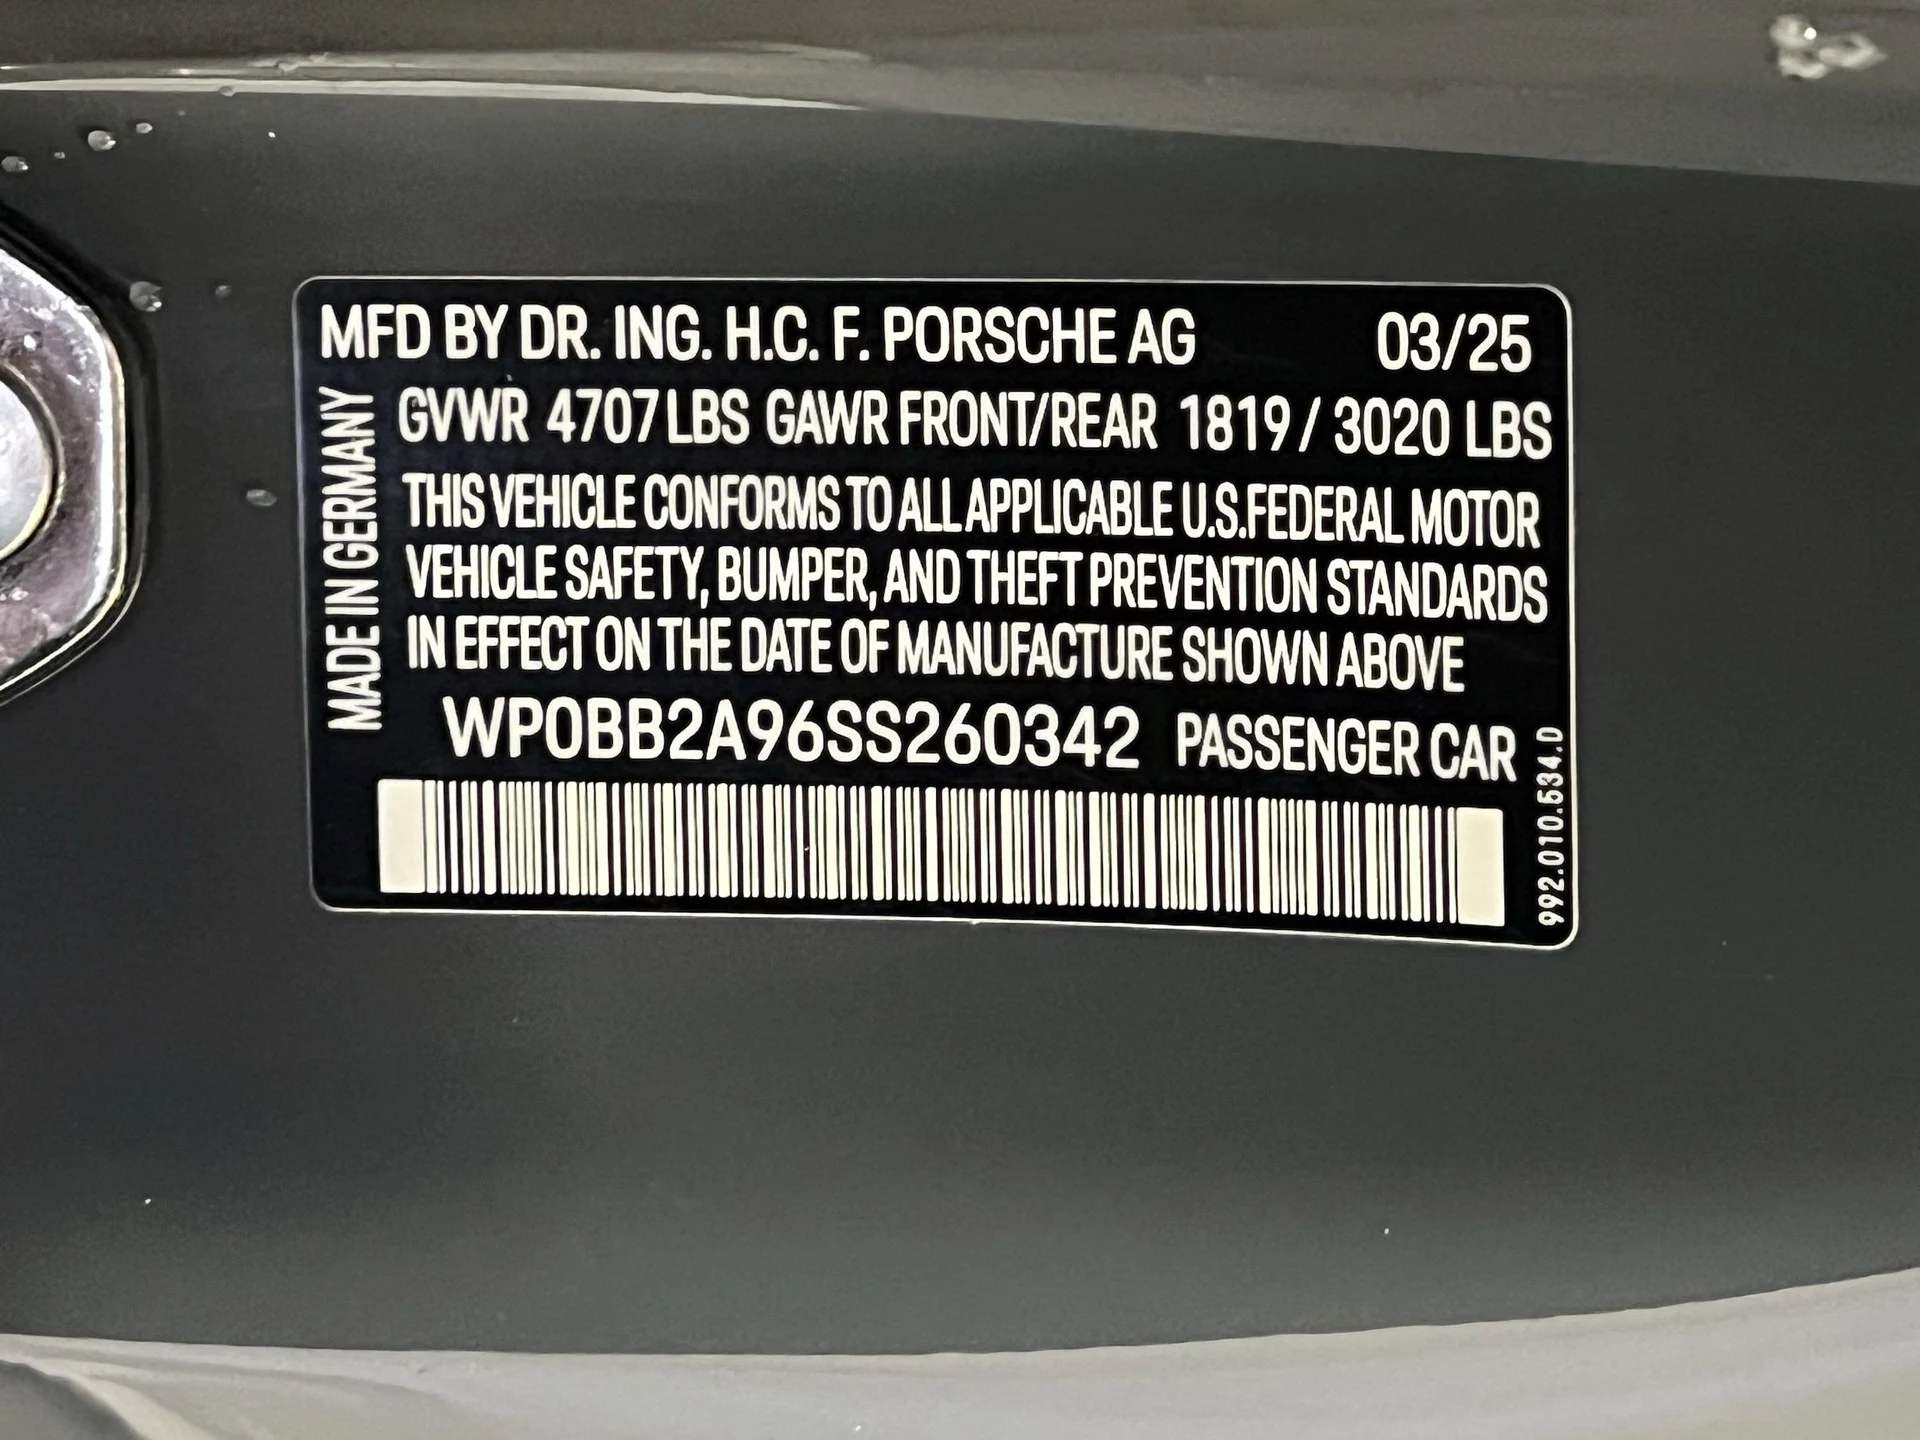 MFD BY DR. ING. H.C. F. PORSCHE AG 03/25
GVWR 4707 LBS GAWR FRONT/REAR 1819 / 3020 LBS
THIS VEHICLE CONFORMS TO ALL APPLICABLE U.S.FEDERAL MOTOR
VEHICLE SAFETY, BUMPER, AND THEFT PREVENTION STANDARDS
IN EFFECT ON THE DATE OF MANUFACTURE SHOWN ABOVE
MADE IN GERMANY
WP0BB2A96SS260342 PASSENGER CAR
992.010.534.D